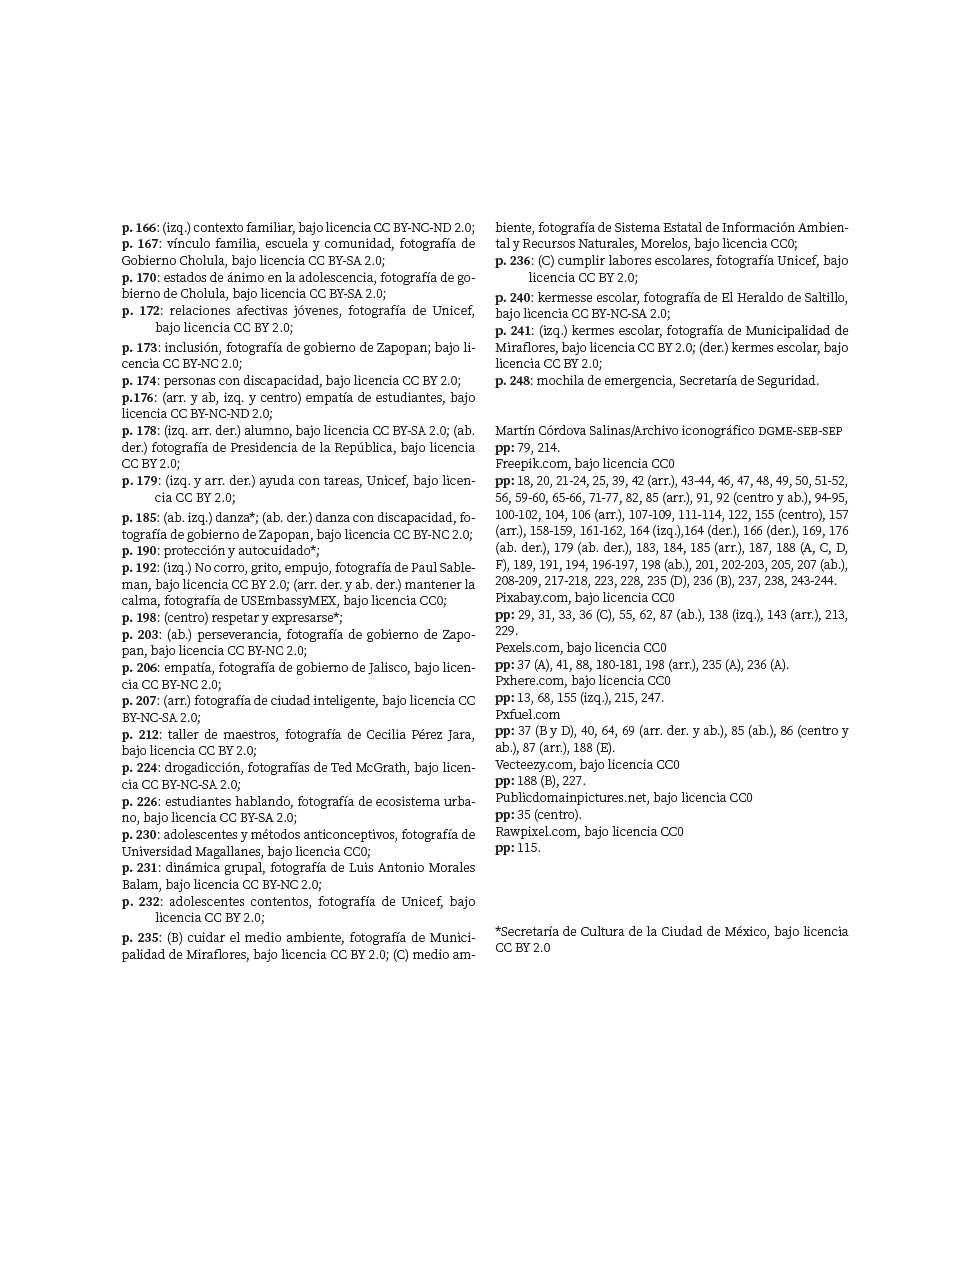 p. 166: (izq.) contexto familiar, bajo licencia CC BY-NC-ND 2.0;
p. 167: vínculo familia, escuela y comunidad, fotografía de
Gobierno Cholula, bajo licencia CC BY-SA 2.0;
p. 170: estados de ánimo en la adolescencia, fotografía de go-
bierno de Cholula, bajo licencia CC BY-SA 2.0;
p. 172: relaciones afectivas jóvenes, fotografía de Unicef,
bajo licencia CC BY 2.0;
p. 173: inclusión, fotografía de gobierno de Zapopan; bajo li-
cencia CC BY-NC 2.0;
p. 174: personas con discapacidad, bajo licencia CC BY 2.0;
p.176: (arr. y ab, izq. y centro) empatía de estudiantes, bajo
licencia CC BY-NC-ND 2.0;
p. 178: (izq. arr. der.) alumno, bajo licencia CC BY-SA 2.0; (ab.
der.) fotografía de Presidencia de la República, bajo licencia
CC BY 2.0;
p. 179: (izq. y arr. der.) ayuda con tareas, Unicef, bajo licen-
cia CC BY 2.0;
p. 185: (ab. izq.) danza*; (ab. der.) danza con discapacidad, fo-
tografía de gobierno de Zapopan, bajo licencia CC BY-NC 2.0;
p. 190: protección y autocuidado*;
p. 192: (izq.) No corro, grito, empujo, fotografía de Paul Sable-
man, bajo licencia CC BY 2.0; (arr. der. y ab. der.) mantener la
calma, fotografía de USEmbassyMEX, bajo licencia CC0;
p. 198: (centro) respetar y expresarse*;
p. 203: (ab.) perseverancia, fotografía de gobierno de Zapo-
pan, bajo licencia CC BY-NC 2.0;
p. 206: empatía, fotografía de gobierno de Jalisco, bajo licen-
cia CC BY-NC 2.0;
p. 207: (arr.) fotografía de ciudad inteligente, bajo licencia CC
BY-NC-SA 2.0;
p. 212: taller de maestros, fotografía de Cecilia Pérez Jara,
bajo licencia CC BY 2.0;
p. 224: drogadicción, fotografías de Ted McGrath, bajo licen-
cia CC BY-NC-SA 2.0;
p. 226: estudiantes hablando, fotografía de ecosistema urba-
no, bajo licencia CC BY-SA 2.0;
p. 230: adolescentes y métodos anticonceptivos, fotografía de
Universidad Magallanes, bajo licencia CC0;
p. 231: dinámica grupal, fotografía de Luis Antonio Morales
Balam, bajo licencia CC BY-NC 2.0;
p. 232: adolescentes contentos, fotografía de Unicef, bajo
licencia CC BY 2.0;
p. 235: (B) cuidar el medio ambiente, fotografía de Munici-
palidad de Miraflores, bajo licencia CC BY 2.0; (C) medio am-
biente, fotografía de Sistema Estatal de Información Ambien-
tal y Recursos Naturales, Morelos, bajo licencia CC0;
p. 236: (C) cumplir labores escolares, fotografía Unicef, bajo
licencia CC BY 2.0;
p. 240: kermesse escolar, fotografía de El Heraldo de Saltillo,
bajo licencia CC BY-NC-SA 2.0;
p. 241: (izq.) kermes escolar, fotografía de Municipalidad de
Miraflores, bajo licencia CC BY 2.0; (der.) kermes escolar, bajo
licencia CC BY 2.0;
p. 248: mochila de emergencia, Secretaría de Seguridad.
Martín Córdova Salinas/Archivo iconográfico DGME-SEB-SEP
pp: 79, 214.
Freepik.com, bajo licencia CC0
pp: 18, 20, 21-24, 25, 39, 42 (arr.), 43-44, 46, 47, 48, 49, 50, 51-52,
56, 59-60, 65-66, 71-77, 82, 85 (arr.), 91, 92 (centro y ab.), 94-95,
100-102, 104, 106 (arr.), 107-109, 111-114, 122, 155 (centro), 157
(arr.), 158-159, 161-162, 164 (izq.),164 (der.), 166 (der.), 169, 176
(ab. der.), 179 (ab. der.), 183, 184, 185 (arr.), 187, 188 (A, C, D,
F), 189, 191, 194, 196-197, 198 (ab.), 201, 202-203, 205, 207 (ab.),
208-209, 217-218, 223, 228, 235 (D), 236 (B), 237, 238, 243-244.
Pixabay.com, bajo licencia CC0
pp: 29, 31, 33, 36 (C), 55, 62, 87 (ab.), 138 (izq.), 143 (arr.), 213,
229.
Pexels.com, bajo licencia CC0
pp: 37 (A), 41, 88, 180-181, 198 (arr.), 235 (A), 236 (A).
Pxhere.com, bajo licencia CC0
pp: 13, 68, 155 (izq.), 215, 247.
Pxfuel.com
pp: 37 (B y D), 40, 64, 69 (arr. der. y ab.), 85 (ab.), 86 (centro y
ab.), 87 (arr.), 188 (E).
Vecteezy.com, bajo licencia CC0
pp: 188 (B), 227.
Publicdomainpictures.net, bajo licencia CC0
pp: 35 (centro).
Rawpixel.com, bajo licencia CC0
pp: 115.
*Secretaría de Cultura de la Ciudad de México, bajo licencia
CC BY 2.0